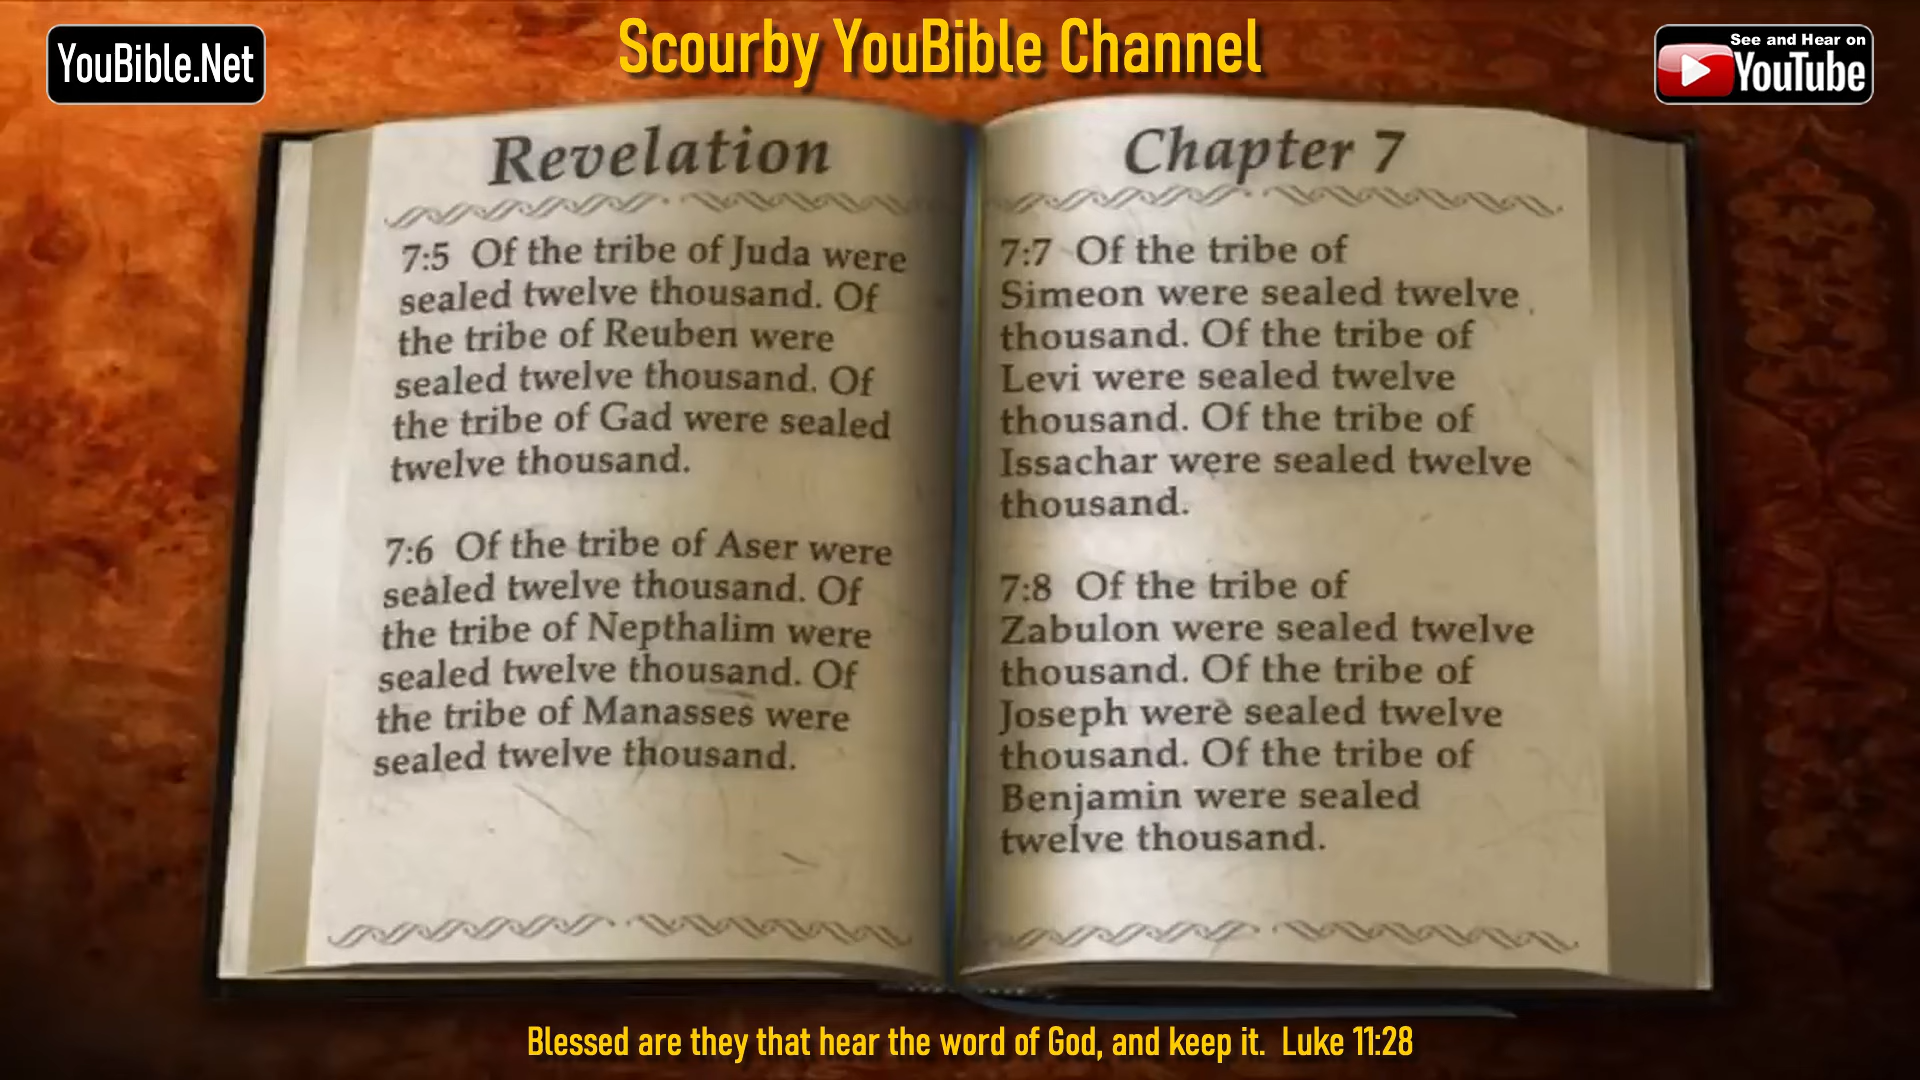 YouBible.Net
Scourby YouBible Channel
See and Hear on
YouTube
Revelation
7:5 Of the tribe of Juda were
sealed twelve thousand. Of
the tribe of Reuben were
sealed twelve thousand. Of
the tribe of Gad were sealed
twelve thousand.
7:6 Of the tribe of Aser were
sealed twelve thousand. Of
the tribe of Nepthalim were
sealed twelve thousand. Of
the tribe of Manasses were
sealed twelve thousand.
Chapter 7
7:7 Of the tribe of
Simeon were sealed twelve
thousand. Of the tribe of
Levi were sealed twelve
thousand. Of the tribe of
Issachar were sealed twelve
thousand.
7:8 Of the tribe of
Zabulon were sealed twelve
thousand. Of the tribe of
Joseph were sealed twelve
thousand. Of the tribe of
Benjamin were sealed
twelve thousand.
Blessed are they that hear the word of God, and keep it. Luke 11:28